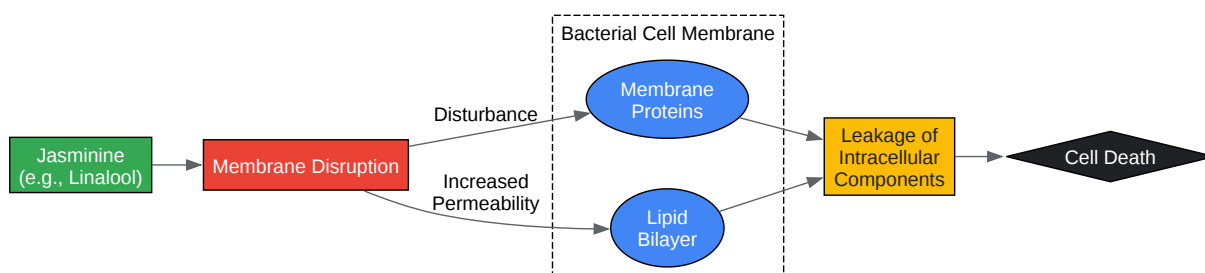 Jasminine
(e.g., Linalool)
Membrane Disruption
Disturbance
Increased
Permeability
Bacterial Cell Membrane
Membrane
Proteins
Lipid
Bilayer
Leakage of
Intracellular
Components
Cell Death